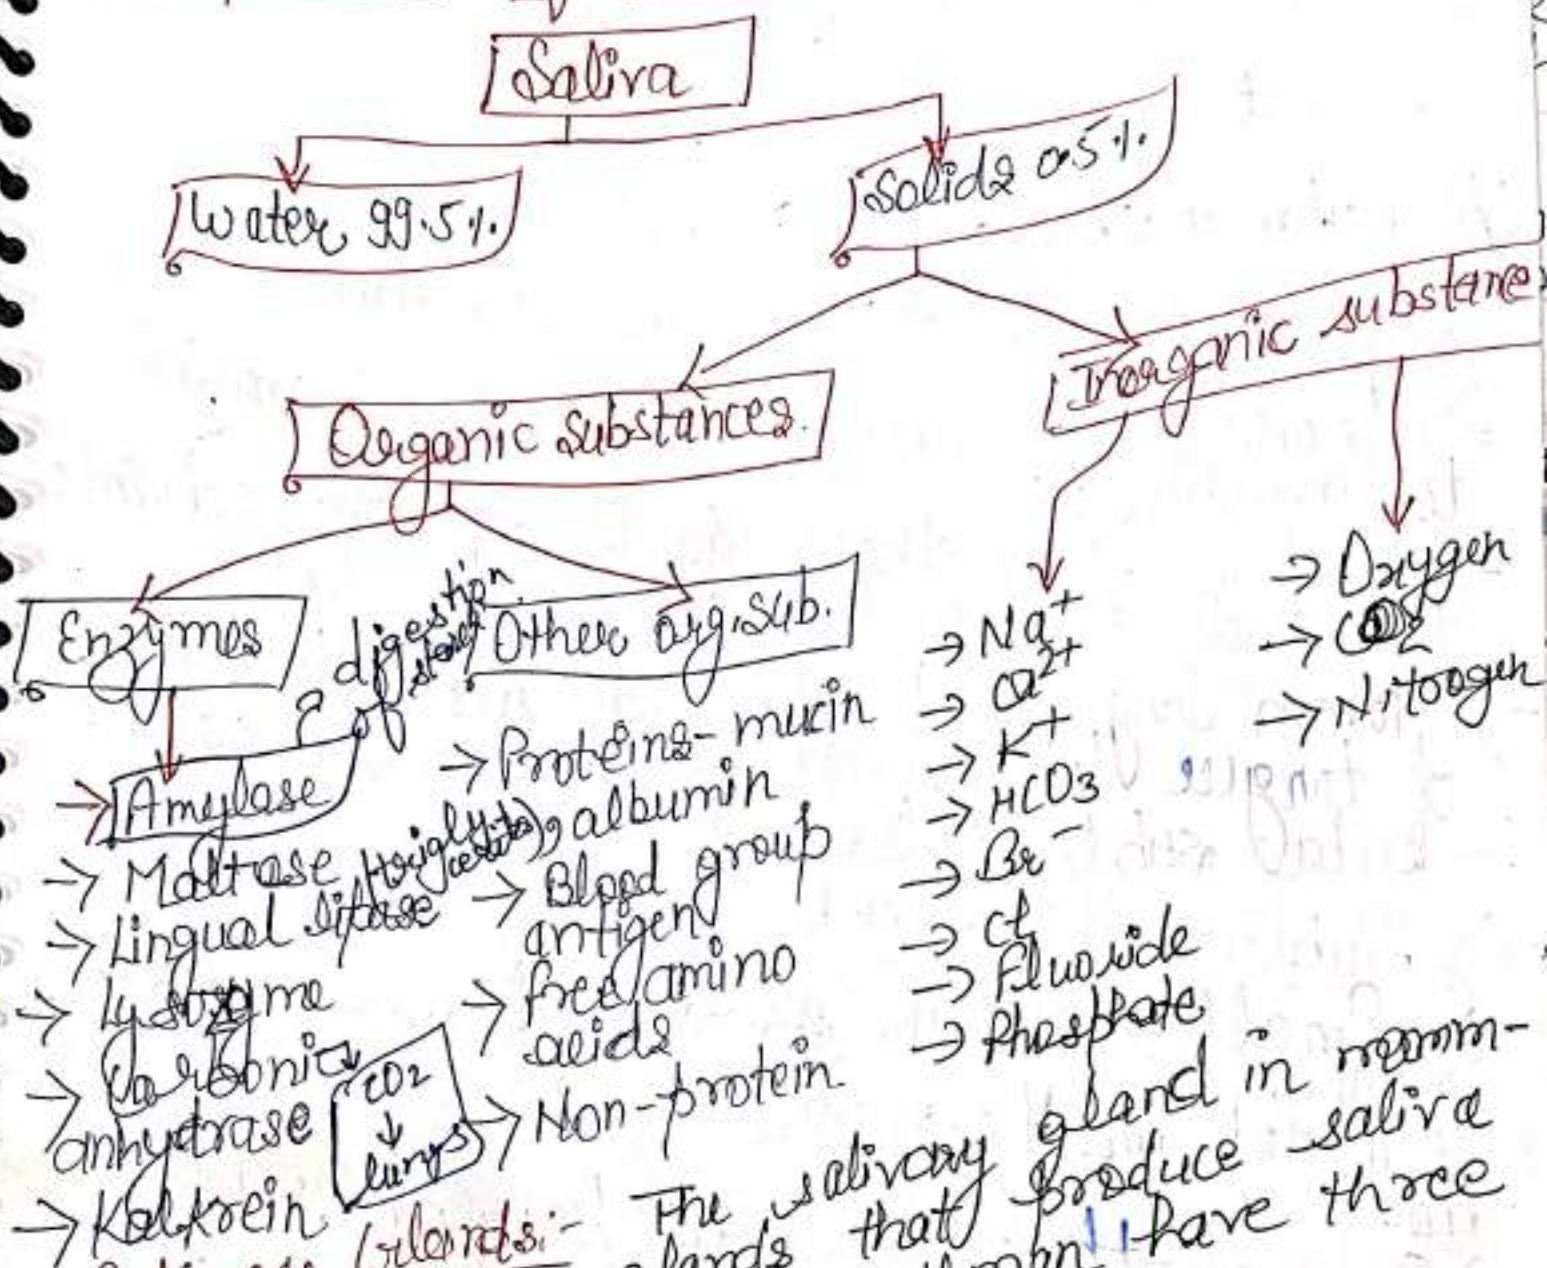 Saliva
Water 99.5%
Solids 0.5%
Organic substances
Inorganic substance
Enzymes
Other org. sub.
digestion
of starch
→ Amylase
→ Maltase
→ Lingual lipase (triglycerides)
→ Lysozyme
→ Carbonic
anhydrase
CO2
↓
lungs
→ Kalkrein
→ Proteins - mucin
, albumin
→ Blood group
antigen
→ free amino
acids
→ Non-protein
→ Na+
→ Ca2+
→ K+
→ HCO3
→ Br-
→ Cl
→ Fluoride
→ Phosphate
→ Oxygen
→ CO2
→ Nitrogen
Glands:- The salivary gland in mamm-
glands that produce saliva
have three